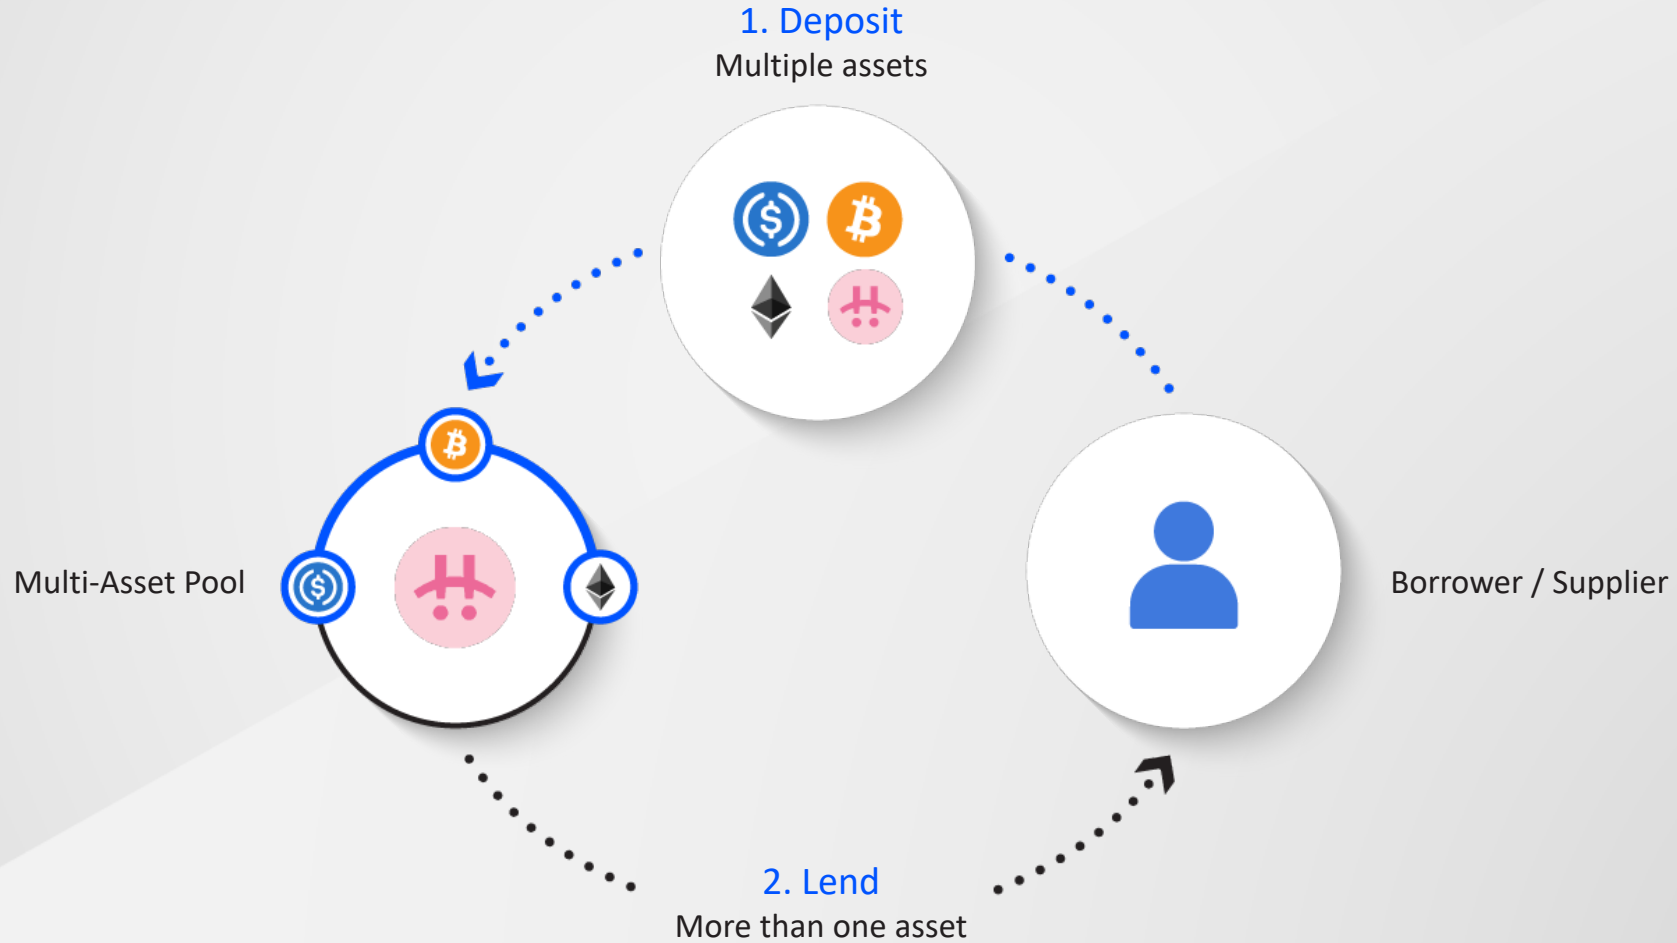 1. Deposit
Multiple assets
Multi-Asset Pool
Borrower / Supplier
2. Lend
More than one asset